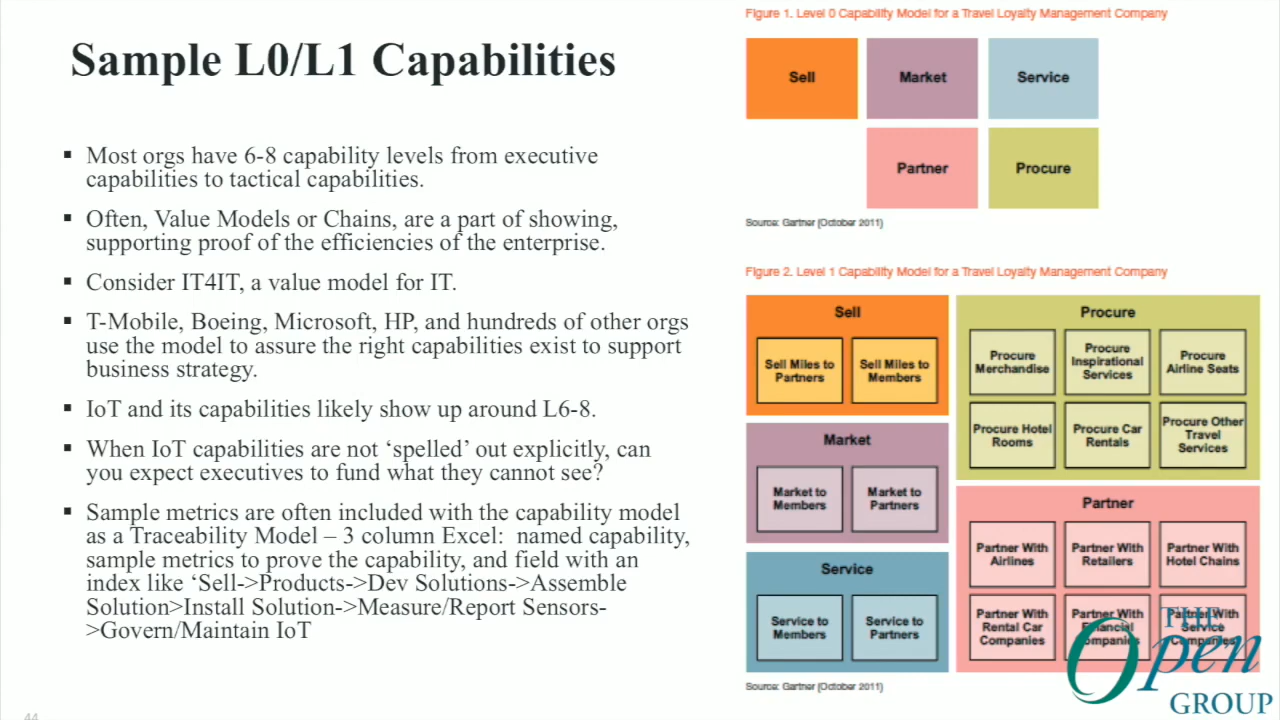 Sample L0/L1 Capabilities
▪ Most orgs have 6-8 capability levels from executive
capabilities to tactical capabilities.
▪ Often, Value Models or Chains, are a part of showing,
supporting proof of the efficiencies of the enterprise.
▪ Consider IT4IT, a value model for IT.
▪ T-Mobile, Boeing, Microsoft, HP, and hundreds of other orgs
use the model to assure the right capabilities exist to support
business strategy.
▪ IoT and its capabilities likely show up around L6-8.
▪ When IoT capabilities are not ‘spelled’ out explicitly, can
you expect executives to fund what they cannot see?
▪ Sample metrics are often included with the capability model
as a Traceability Model – 3 column Excel:  named capability,
sample metrics to prove the capability, and field with an
index like ‘Sell->Products->Dev Solutions->Assemble
Solution>Install Solution->Measure/Report Sensors-
>Govern/Maintain IoT
44
Figure 1. Level 0 Capability Model for a Travel Loyalty Management Company
Sell
Market
Service
Partner
Procure
Source: Gartner (October 2011)
Figure 2. Level 1 Capability Model for a Travel Loyalty Management Company
Sell
Sell Miles to
Partners
Sell Miles to
Members
Market
Market to
Members
Market to
Partners
Service
Service to
Members
Service to
Partners
Procure
Procure
Merchandise
Procure
Inspirational
Services
Procure
Airline Seats
Procure Hotel
Rooms
Procure Car
Rentals
Procure Other
Travel
Services
Partner
Partner With
Airlines
Partner With
Retailers
Partner With
Hotel Chains
Partner With
Rental Car
Companies
Partner With
Financial
Companies
Partner With
Service
Companies
Source: Gartner (October 2011)
THE
Open
GROUP